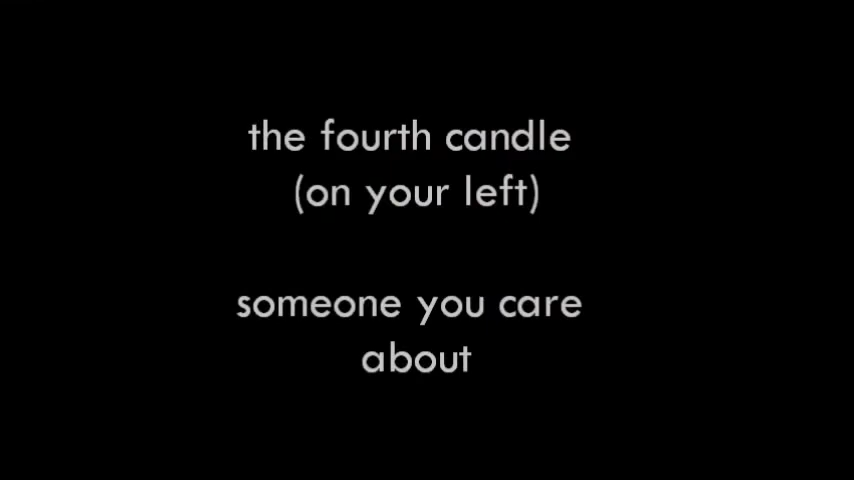 the fourth candle
(on your left)
someone you care
about